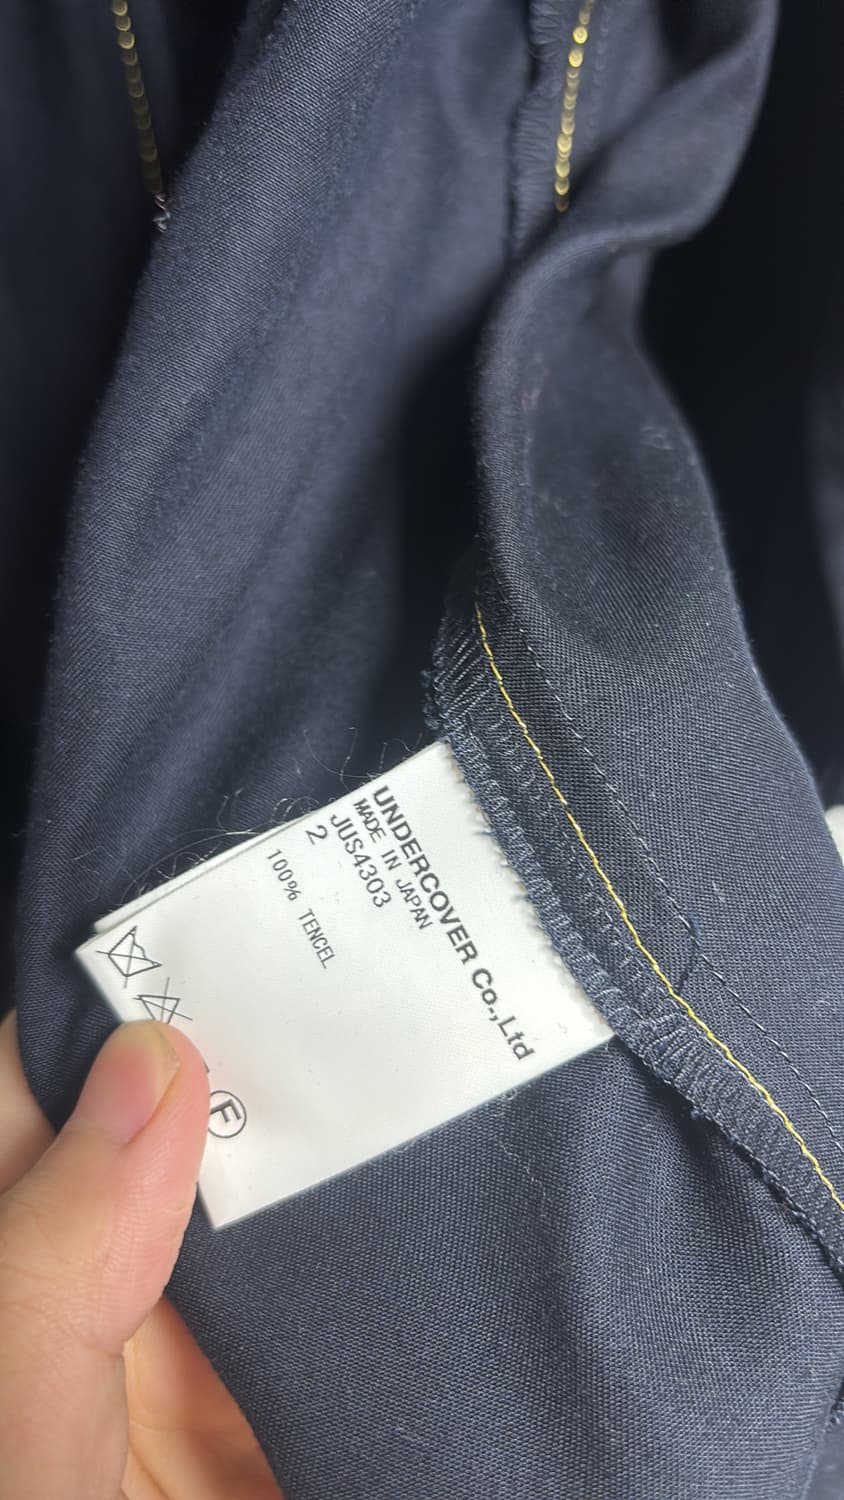 UNDERCOVER Co.,Ltd
MADE IN JAPAN
JUS4303
2
100% TENCEL
F